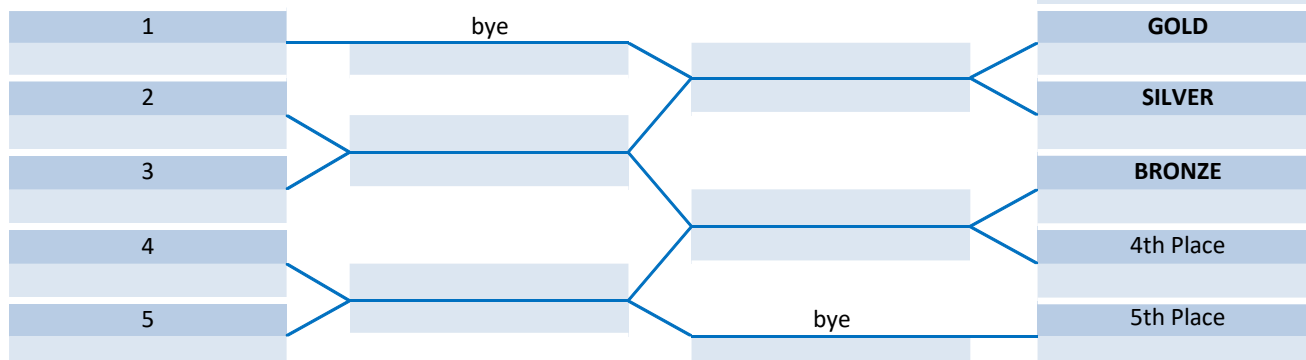 1
bye
GOLD
2
SILVER
3
BRONZE
4
4th Place
5
bye
5th Place